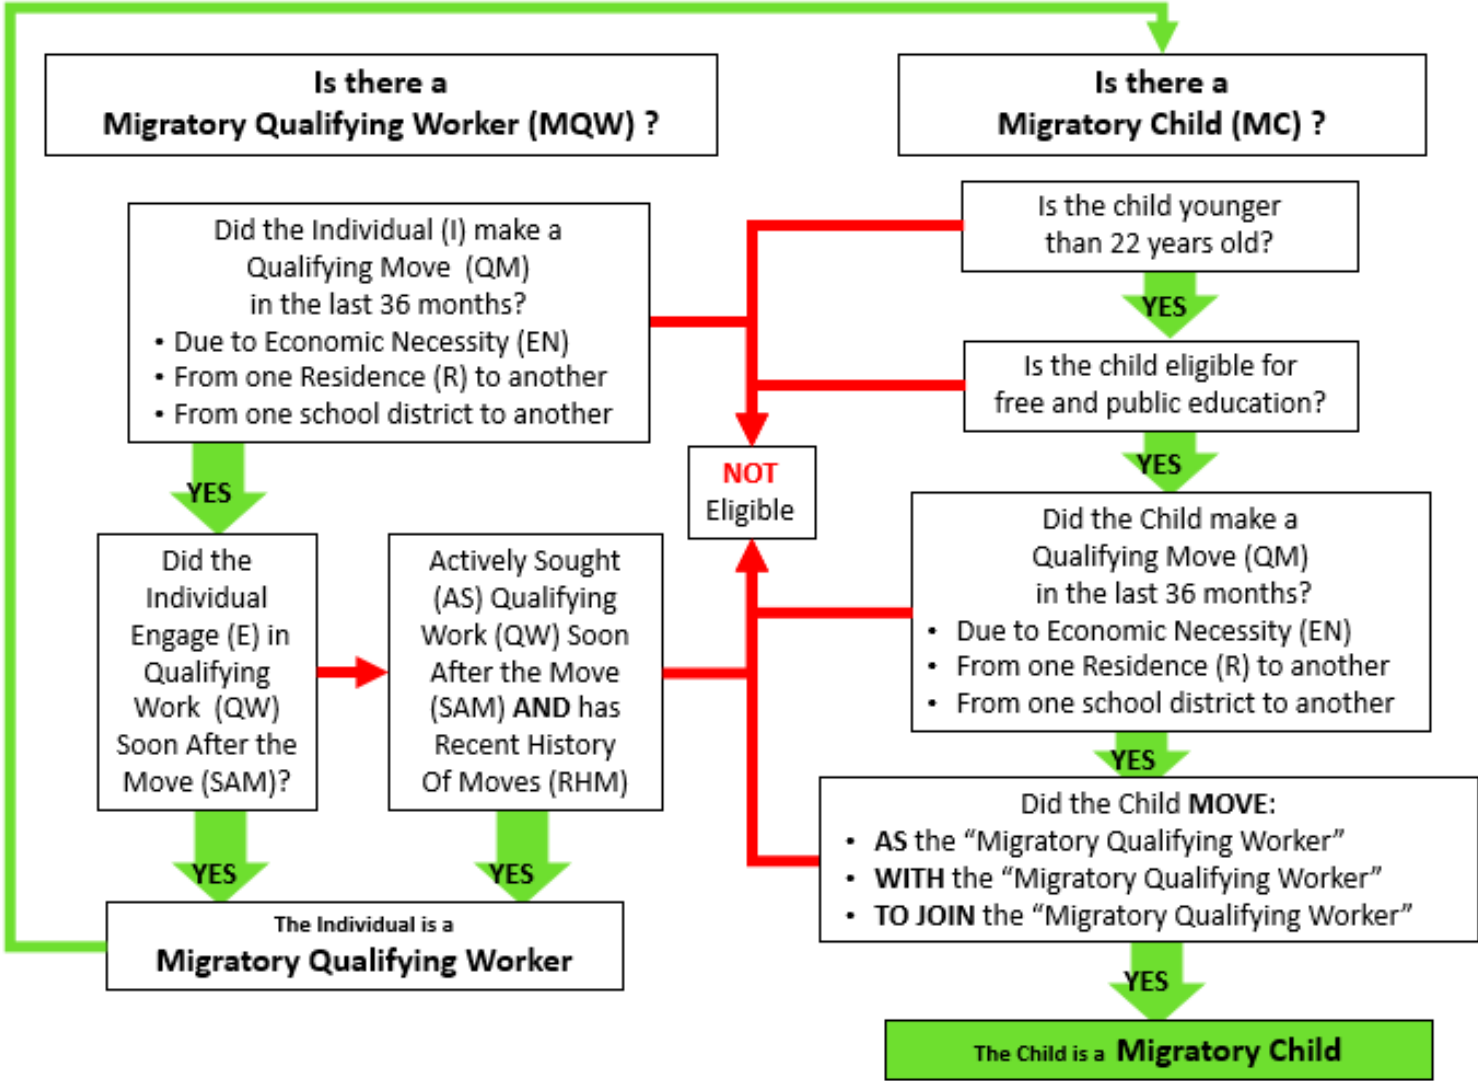 Is there a
Migratory Qualifying Worker (MQW) ?
Did the Individual (I) make a
Qualifying Move (QM)
in the last 36 months?
• Due to Economic Necessity (EN)
• From one Residence (R) to another
• From one school district to another
YES
Did the
Individual
Engage (E) in
Qualifying
Work (QW)
Soon After the
Move (SAM)?
Actively Sought
(AS) Qualifying
Work (QW) Soon
After the Move
(SAM) AND has
Recent History
Of Moves (RHM)
YES
YES
The Individual is a
Migratory Qualifying Worker
NOT
Eligible
Is there a
Migratory Child (MC) ?
Is the child younger
than 22 years old?
YES
Is the child eligible for
free and public education?
YES
Did the Child make a
Qualifying Move (QM)
in the last 36 months?
• Due to Economic Necessity (EN)
• From one Residence (R) to another
• From one school district to another
YES
Did the Child MOVE:
• AS the “Migratory Qualifying Worker”
• WITH the “Migratory Qualifying Worker”
• TO JOIN the “Migratory Qualifying Worker”
YES
The Child is a Migratory Child